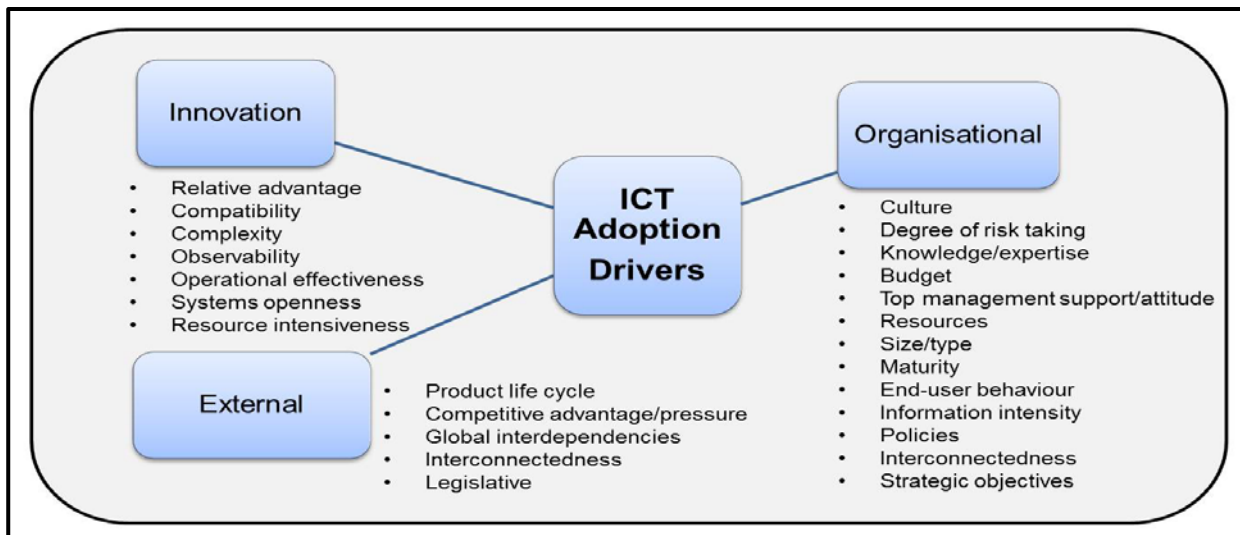 Innovation
• Relative advantage
• Compatibility
• Complexity
• Observability
• Operational effectiveness
• Systems openness
• Resource intensiveness
ICT
Adoption
Drivers
Organisational
• Culture
• Degree of risk taking
• Knowledge/expertise
• Budget
• Top management support/attitude
• Resources
• Size/type
• Maturity
• End-user behaviour
• Information intensity
• Policies
• Interconnectedness
• Strategic objectives
External
• Product life cycle
• Competitive advantage/pressure
• Global interdependencies
• Interconnectedness
• Legislative